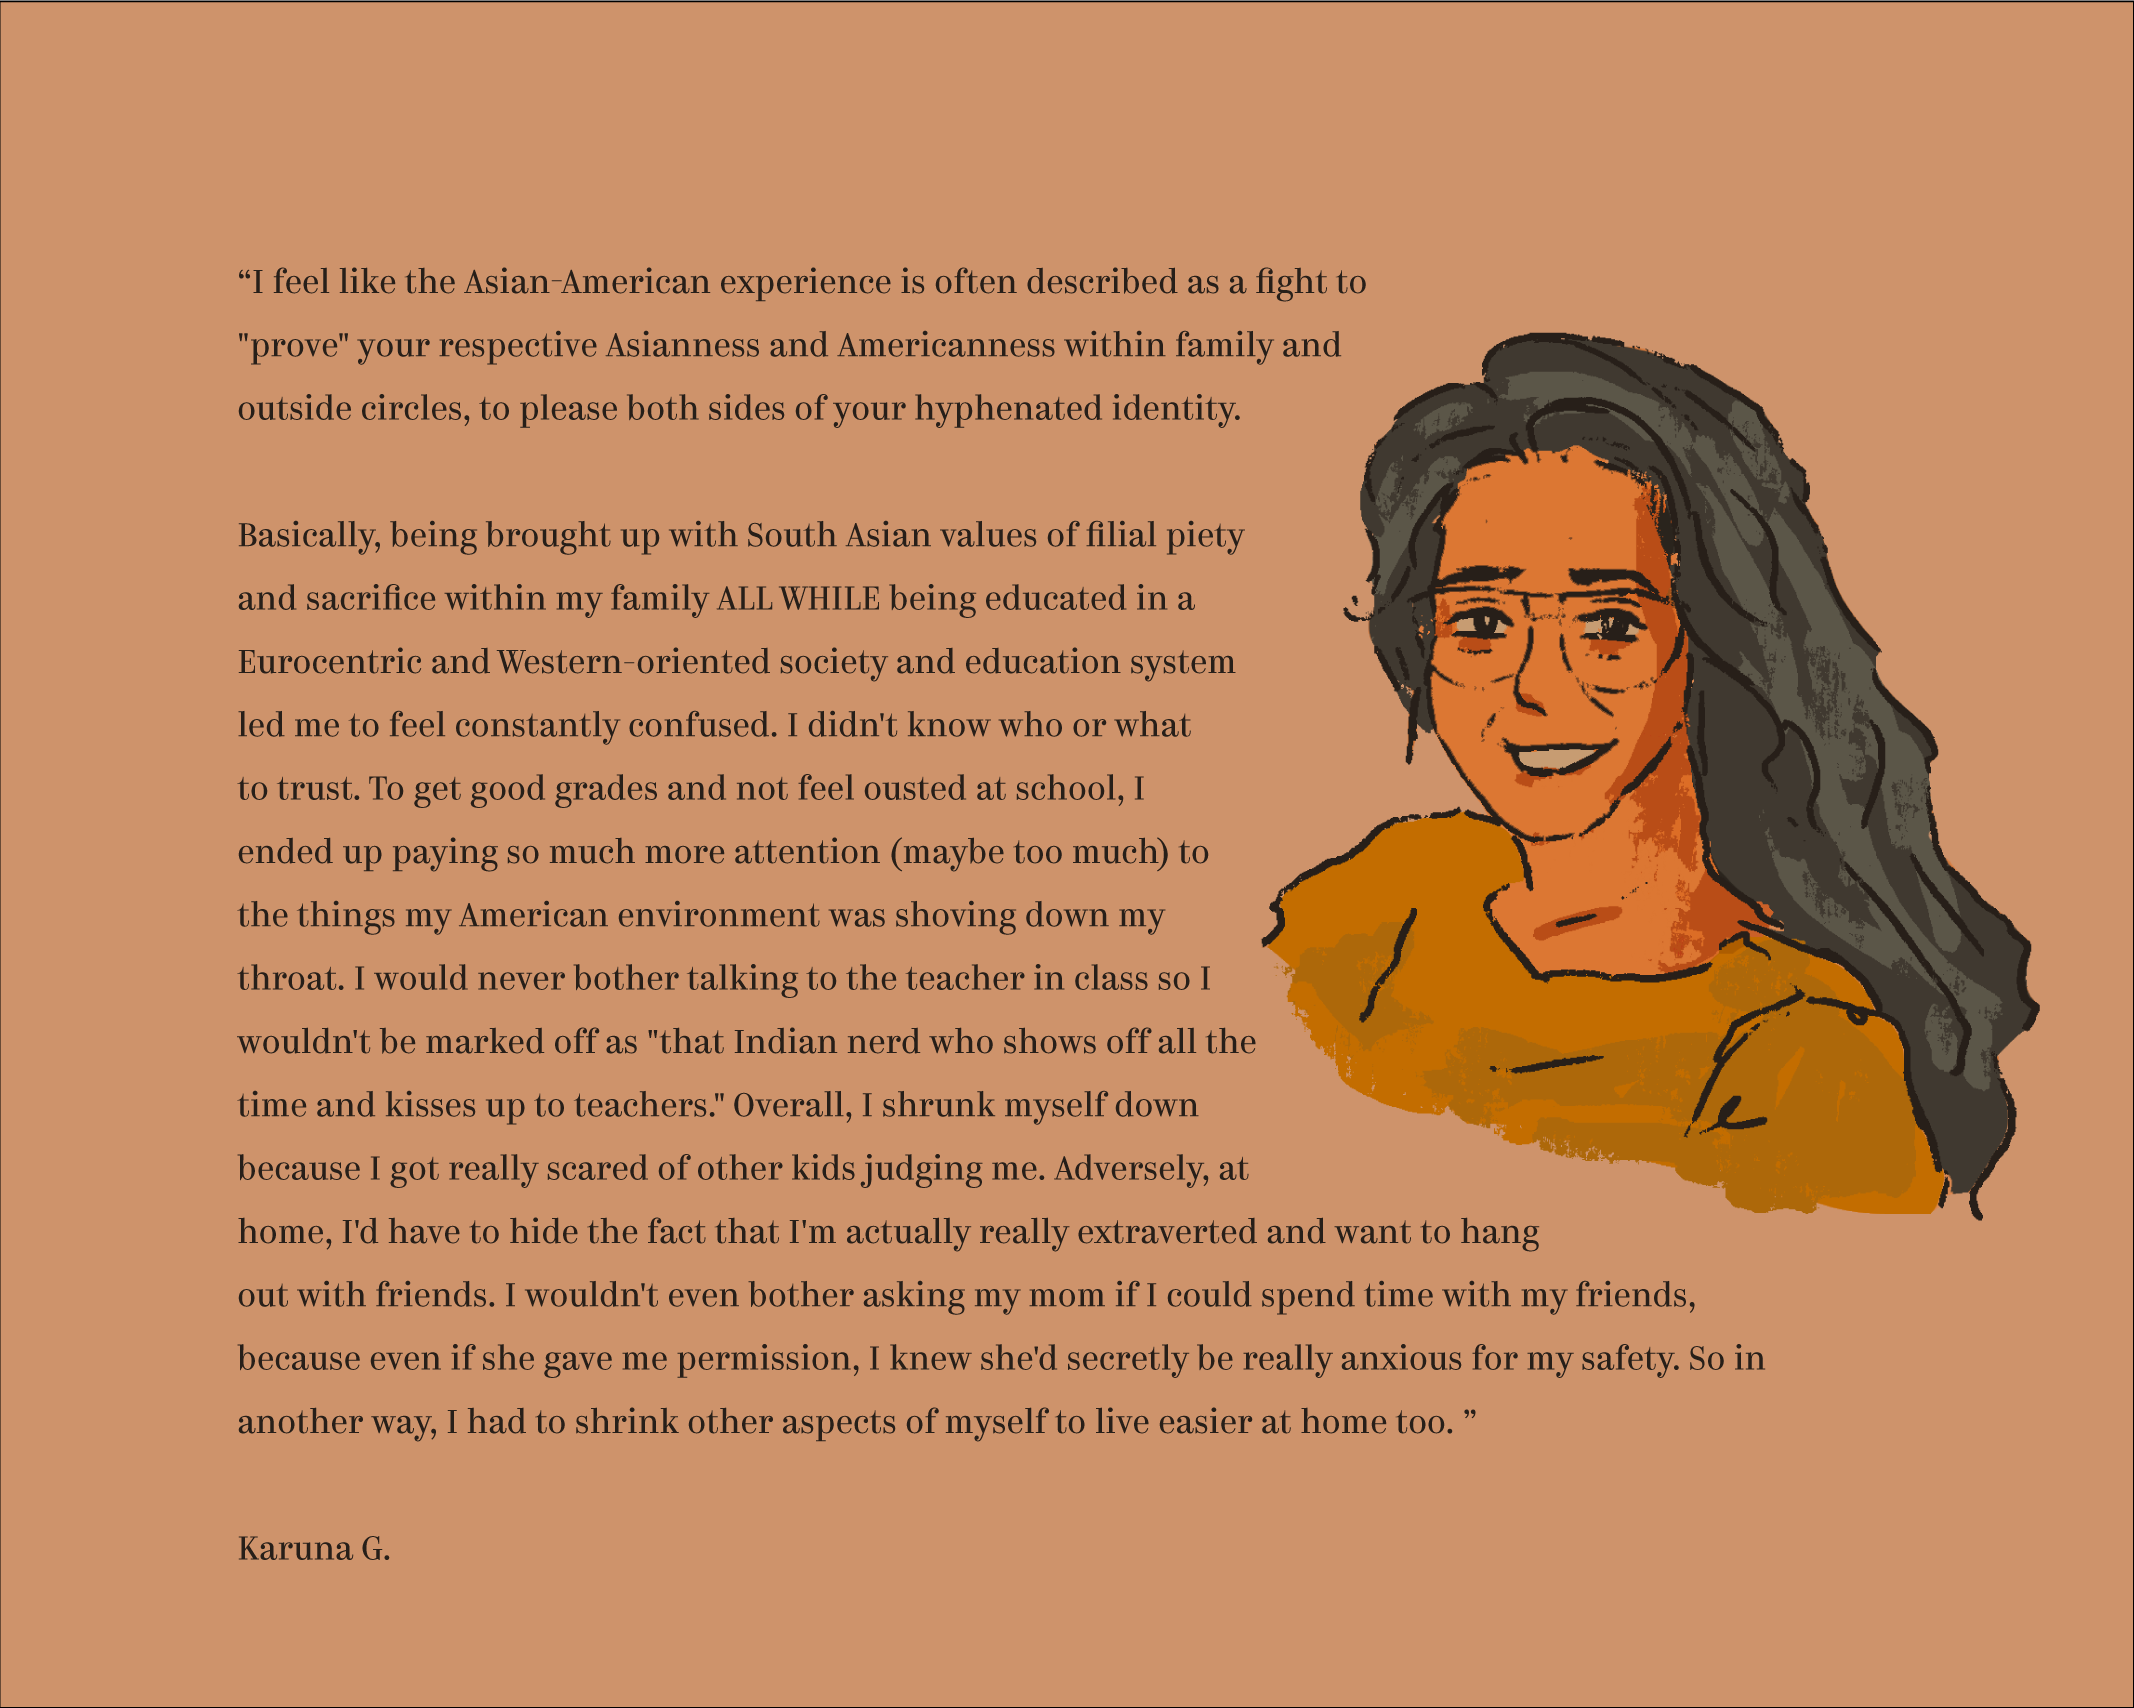 “I feel like the Asian-American experience is often described as a fight to
"prove" your respective Asianness and Americanness within family and
outside circles, to please both sides of your hyphenated identity.
Basically, being brought up with South Asian values of filial piety
and sacrifice within my family ALL WHILE being educated in a
Eurocentric and Western-oriented society and education system
led me to feel constantly confused. I didn't know who or what
to trust. To get good grades and not feel ousted at school, I
ended up paying so much more attention (maybe too much) to
the things my American environment was shoving down my
throat. I would never bother talking to the teacher in class so I
wouldn't be marked off as "that Indian nerd who shows off all the
time and kisses up to teachers." Overall, I shrunk myself down
because I got really scared of other kids judging me. Adversely, at
home, I'd have to hide the fact that I'm actually really extraverted and want to hang
out with friends. I wouldn't even bother asking my mom if I could spend time with my friends,
because even if she gave me permission, I knew she'd secretly be really anxious for my safety. So in
another way, I had to shrink other aspects of myself to live easier at home too. ”
Karuna G.